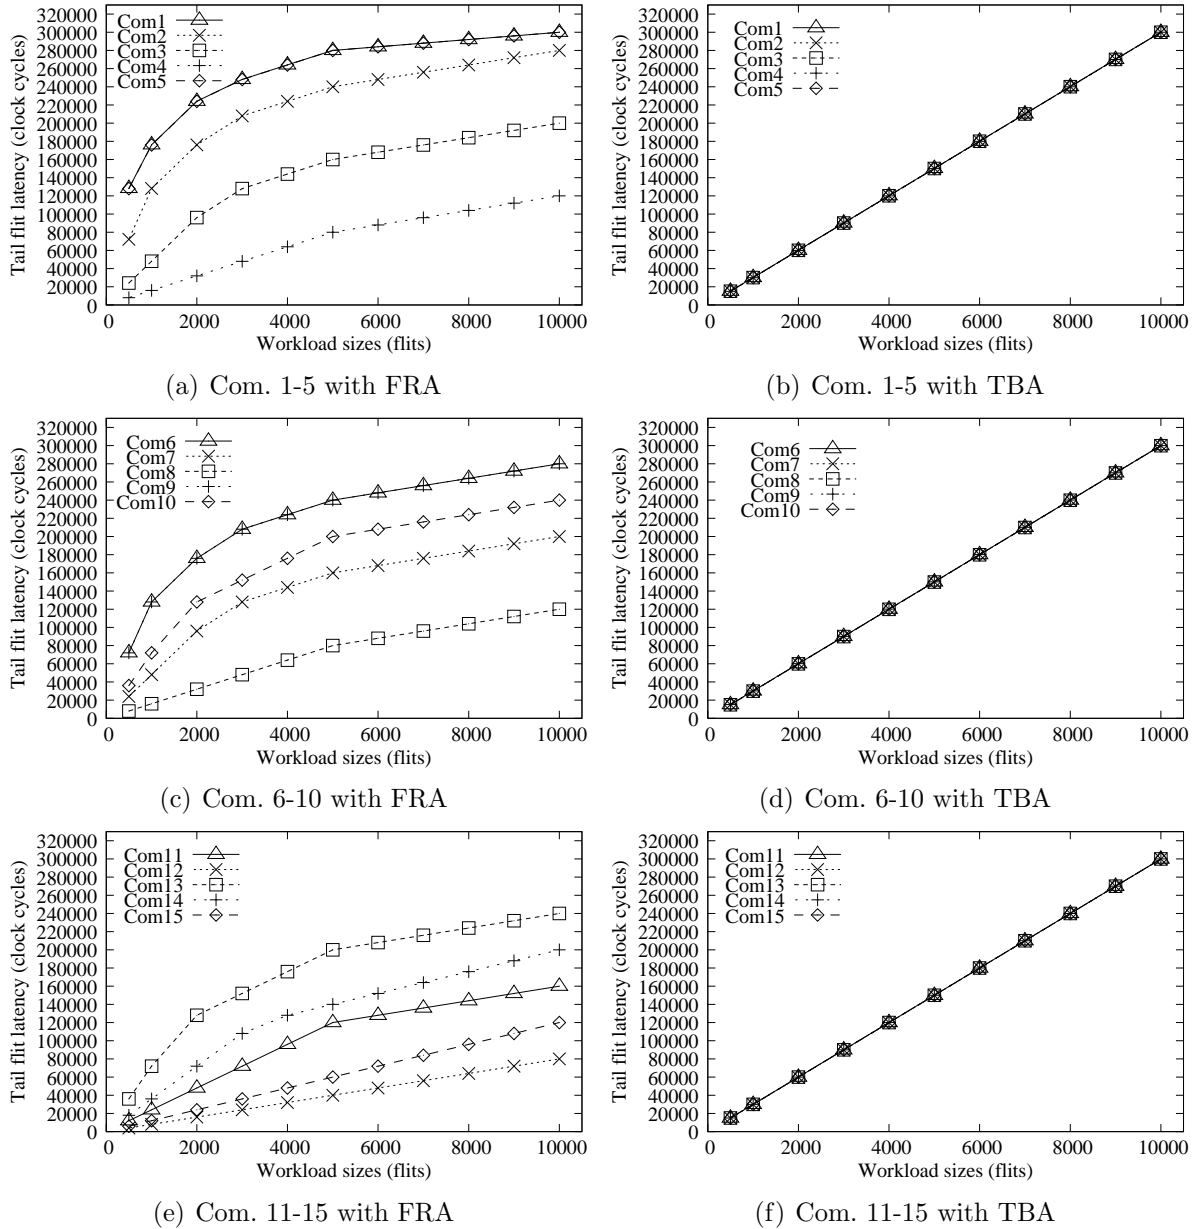 320000
300000
280000
260000
240000
220000
200000
180000
160000
140000
120000
100000
80000
60000
40000
20000
0
Tail flit latency (clock cycles)
Com1
Com2
Com3
Com4
Com5
0 2000 4000 6000 8000 10000
Workload sizes (flits)
(a) Com. 1-5 with FRA
320000
300000
280000
260000
240000
220000
200000
180000
160000
140000
120000
100000
80000
60000
40000
20000
0
Tail flit latency (clock cycles)
Com1
Com2
Com3
Com4
Com5
0 2000 4000 6000 8000 10000
Workload sizes (flits)
(b) Com. 1-5 with TBA
320000
300000
280000
260000
240000
220000
200000
180000
160000
140000
120000
100000
80000
60000
40000
20000
0
Tail flit latency (clock cycles)
Com6
Com7
Com8
Com9
Com10
0 2000 4000 6000 8000 10000
Workload sizes (flits)
(c) Com. 6-10 with FRA
320000
300000
280000
260000
240000
220000
200000
180000
160000
140000
120000
100000
80000
60000
40000
20000
0
Tail flit latency (clock cycles)
Com6
Com7
Com8
Com9
Com10
0 2000 4000 6000 8000 10000
Workload sizes (flits)
(d) Com. 6-10 with TBA
320000
300000
280000
260000
240000
220000
200000
180000
160000
140000
120000
100000
80000
60000
40000
20000
0
Tail flit latency (clock cycles)
Com11
Com12
Com13
Com14
Com15
0 2000 4000 6000 8000 10000
Workload sizes (flits)
(e) Com. 11-15 with FRA
320000
300000
280000
260000
240000
220000
200000
180000
160000
140000
120000
100000
80000
60000
40000
20000
0
Tail flit latency (clock cycles)
Com11
Com12
Com13
Com14
Com15
0 2000 4000 6000 8000 10000
Workload sizes (flits)
(f) Com. 11-15 with TBA